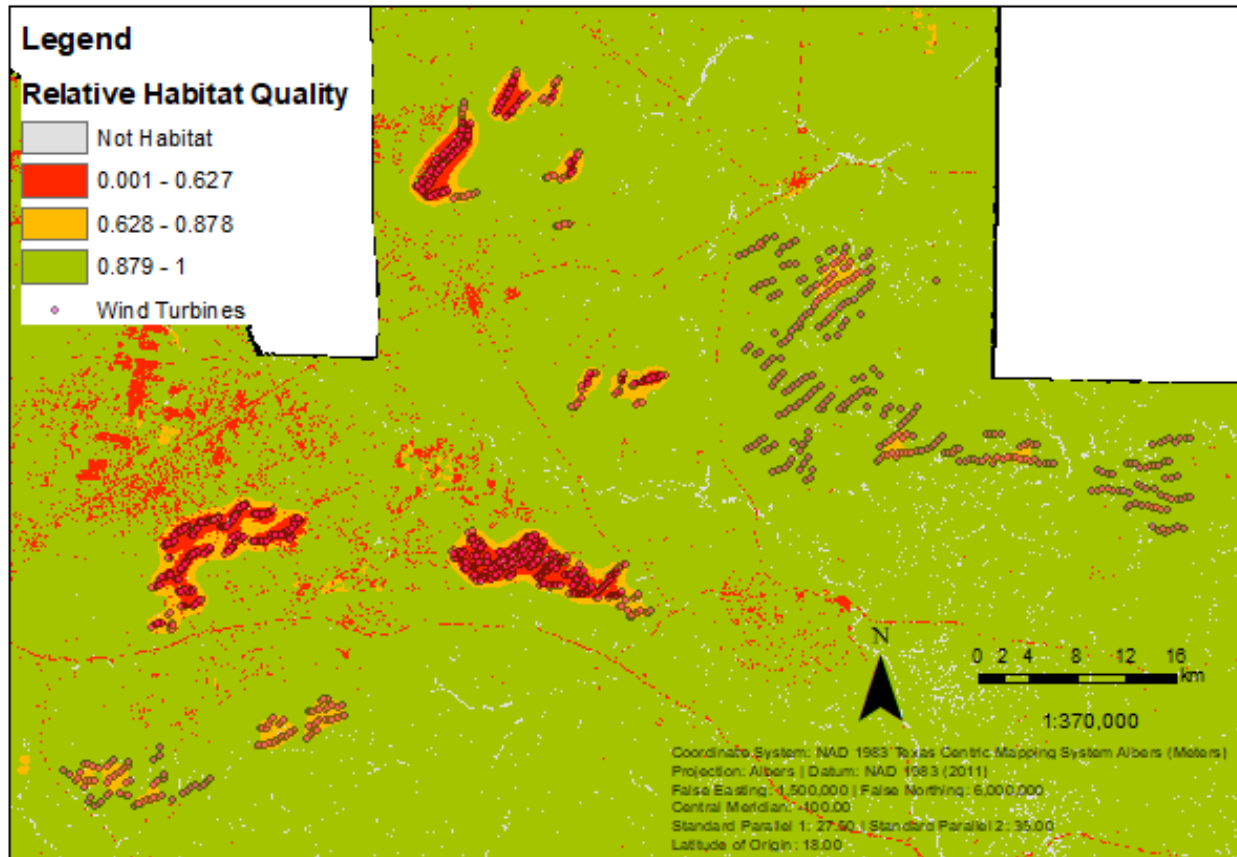 Legend
Relative Habitat Quality
Not Habitat
0.001 - 0.627
0.628 - 0.878
0.879 - 1
Wind Turbines
N
0 2 4 8 12 16
km
1:370,000
Coordinate System: NAD 1983 Texas Centric Mapping System Albers (Meters)
Projection: Albers | Datum: NAD 1983 (2011)
False Easting: 1,500,000 | False Northing: 6,000,000
Central Meridian: -100.00
Standard Parallel 1: 27.50 | Standard Parallel 2: 35.00
Latitude of Origin: 18.00